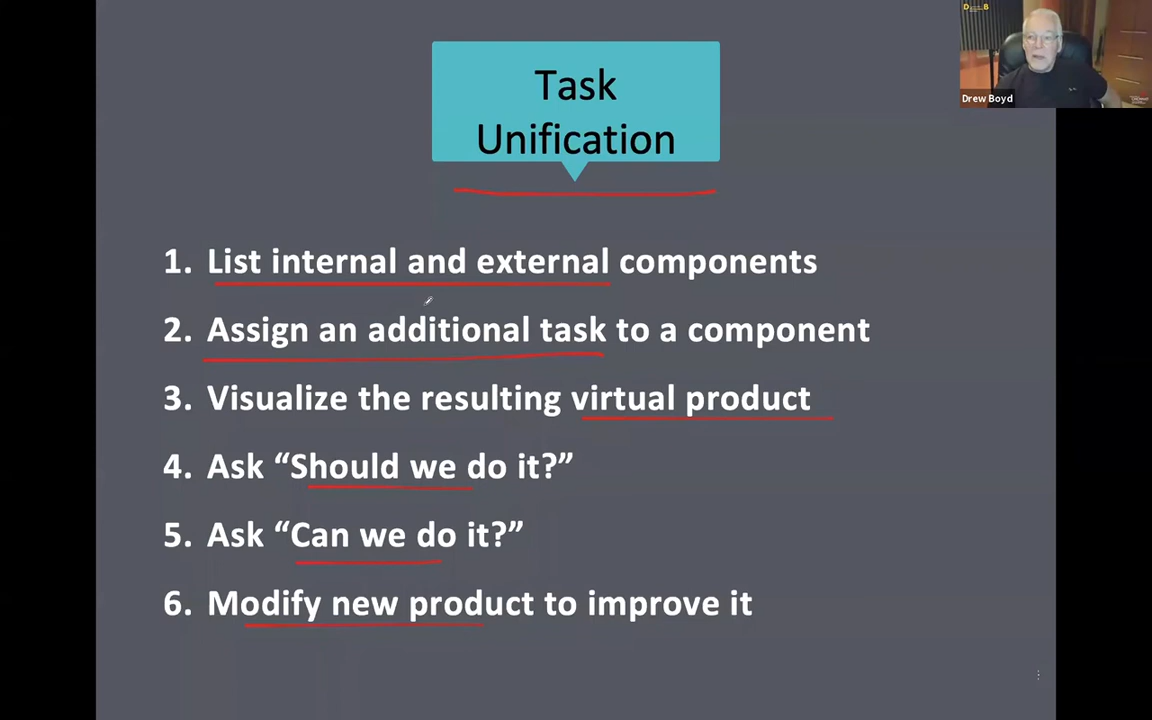 Task
Unification
1. List internal and external components
2. Assign an additional task to a component
3. Visualize the resulting virtual product
4. Ask “Should we do it?”
5. Ask “Can we do it?”
6. Modify new product to improve it
D B
Drew Boyd